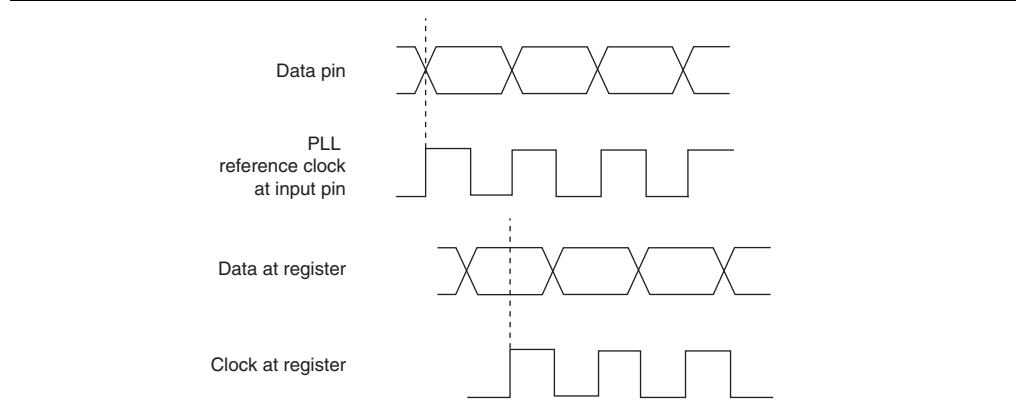 Data pin
PLL
reference clock
at input pin
Data at register
Clock at register